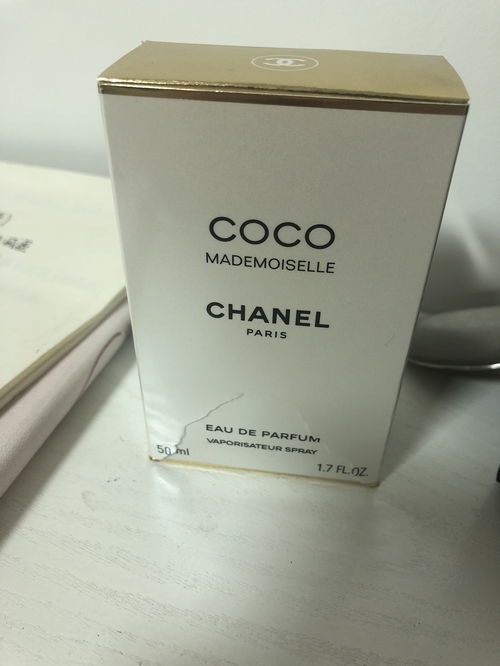 COCO
MADEMOISELLE
CHANEL
PARIS
EAU DE PARFUM
VAPORISATEUR SPRAY
50 ml
1.7 FL.OZ.